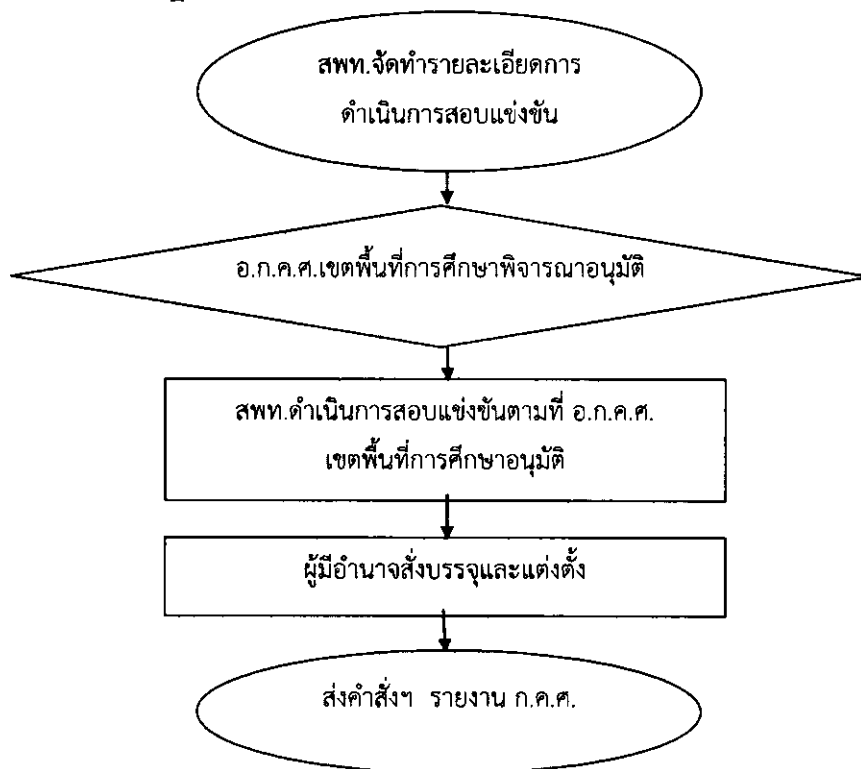 สพท.จัดทำรายละเอียดการ
ดำเนินการสอบแข่งขัน
อ.ก.ค.ศ.เขตพื้นที่การศึกษาพิจารณาอนุมัติ
สพท.ดำเนินการสอบแข่งขันตามที่ อ.ก.ค.ศ.
เขตพื้นที่การศึกษาอนุมัติ
ผู้มีอำนาจสั่งบรรจุและแต่งตั้ง
ส่งคำสั่งฯ รายงาน ก.ค.ศ.